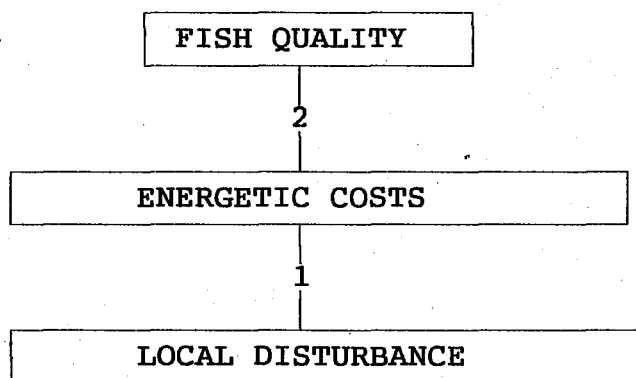 FISH QUALITY
2
ENERGETIC COSTS
1
LOCAL DISTURBANCE